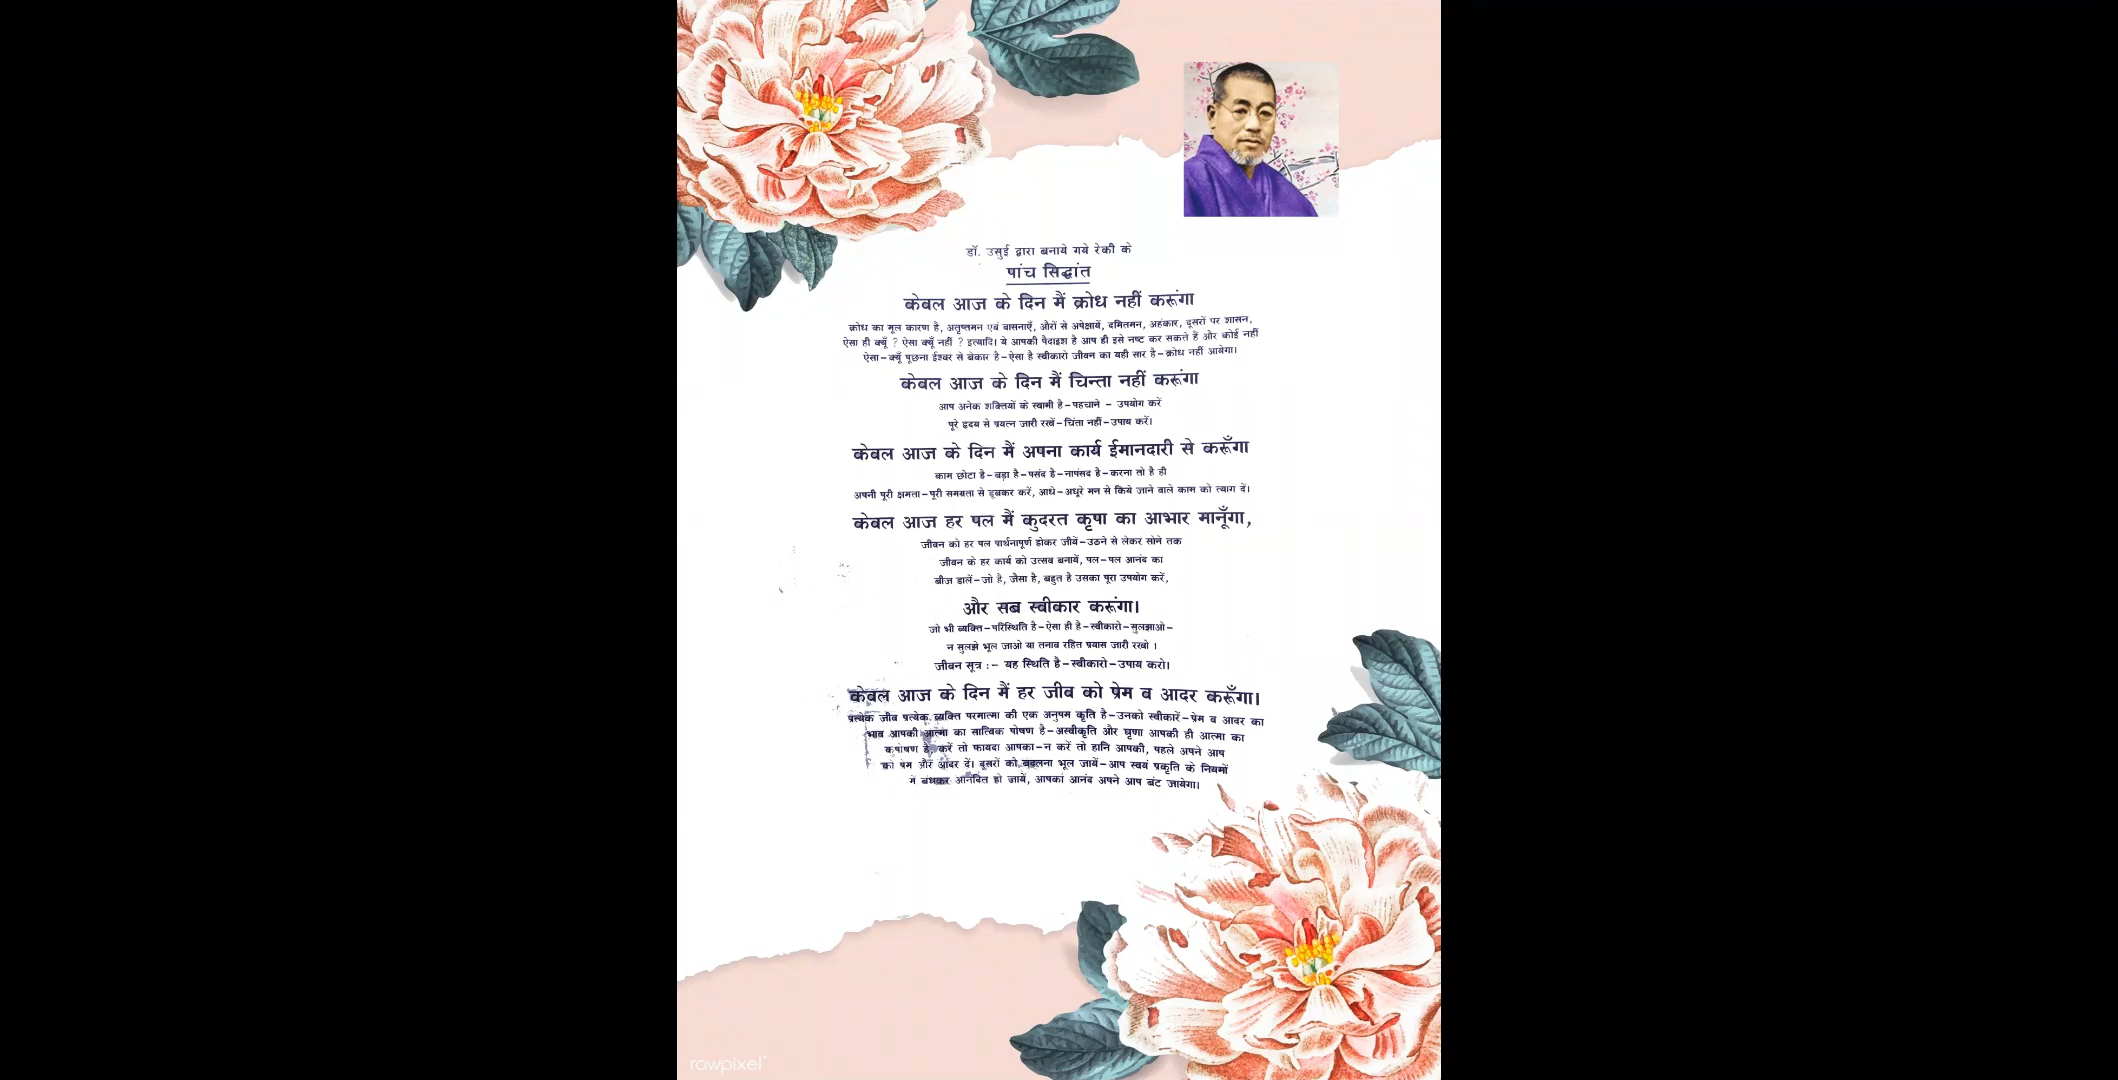 डॉ. उसुई द्वारा बनाये गये रेकी के
पांच सिद्धांत
केबल आज के दिन मैं क्रोध नहीं करूंगा
क्रोध का मूल कारण है, अतृप्तमन एवं वासनाएँ, औरों से अपेक्षायें, दमितमन, अहंकार, दूसरों पर शासन,
ऐसा ही क्यूँ ? ऐसा क्यूँ नहीं ? इत्यादि। ये आपकी पैदाइश है आप ही इसे नष्ट कर सकते हैं और कोई नहीं
ऐसा-क्यूँ पूछना ईश्वर से बेकार है-ऐसा है स्वीकारो जीवन का यही सार है-क्रोध नहीं आवेगा।
केबल आज के दिन मैं चिन्ता नहीं करूंगा
आप अनेक शक्तियों के स्वामी है-पहचाने - उपयोग करें
पूरे हृदय से प्रयत्न जारी रखें-चिंता नहीं-उपाय करें।
केबल आज के दिन मैं अपना कार्य ईमानदारी से करूँगा
काम छोटा है-बड़ा है-पसंद है-नापंसद है-करना तो है ही
अपनी पूरी क्षमता-पूरी समग्रता से डूबकर करें, आधे-अधूरे मन से किये जाने वाले काम को त्याग दें।
केबल आज हर पल मैं कुदरत कृपा का आभार मानूँगा,
जीवन को हर पल प्रार्थनापूर्ण होकर जीयें-उठने से लेकर सोने तक
जीवन के हर कार्य को उत्सव बनायें, पल-पल आनंद का
बीज डालें-जो है, जैसा है, बहुत है उसका पूरा उपयोग करें,
और सब स्वीकार करूंगा।
जो भी व्यक्ति-परिस्थिति है-ऐसा ही है-स्वीकारो-सुलझाओ-
न सुलझे भूल जाओ या तनाव रहित प्रयास जारी रखो ।
जीवन सूत्र :- यह स्थिति है-स्वीकारो-उपाय करो।
केबल आज के दिन मैं हर जीव को प्रेम व आदर करूँगा।
प्रत्येक जीव प्रत्येक व्यक्ति परमात्मा की एक अनुपम कृति है-उनको स्वीकारें-प्रेम व आदर का
भाव आपकी आत्मा का सात्विक पोषण है-अस्वीकृति और घृणा आपकी ही आत्मा का
कुपोषण है, करें तो फायदा आपका-न करें तो हानि आपकी, पहले अपने आप
को प्रेम और आदर दें। दूसरों को बदलना भूल जायें-आप स्वयं प्रकृति के नियमों
में बंधकर आनंदित हो जायें, आपका आनंद अपने आप बंट जायेगा।
rawpixel